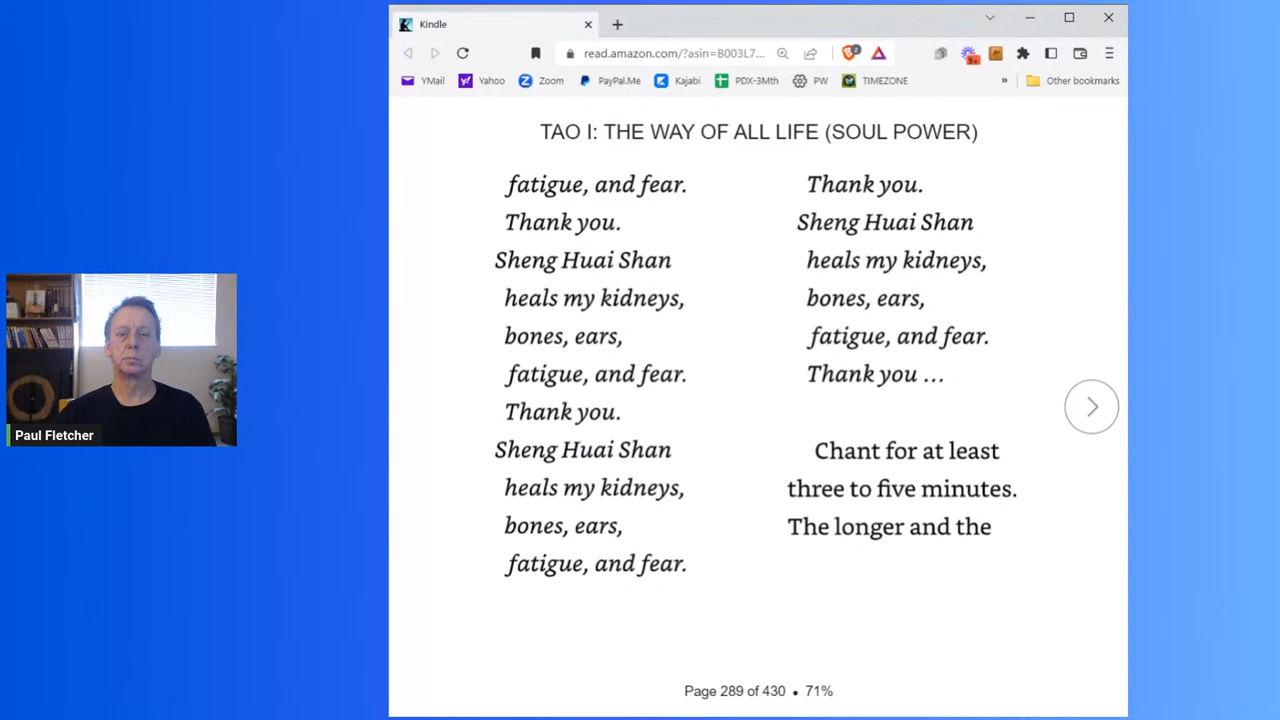 Kindle
read.amazon.com/?asin=B003L7...
2
9+
YMail
Yahoo
Zoom
PayPal.Me
Kajabi
PDX-3Mth
PW
TIMEZONE
»
Other bookmarks
TAO I: THE WAY OF ALL LIFE (SOUL POWER)
fatigue, and fear.
Thank you.
Sheng Huai Shan
heals my kidneys,
bones, ears,
fatigue, and fear.
Thank you.
Sheng Huai Shan
heals my kidneys,
bones, ears,
fatigue, and fear.
Thank you.
Sheng Huai Shan
heals my kidneys,
bones, ears,
fatigue, and fear.
Thank you ...
Chant for at least
three to five minutes.
The longer and the
Page 289 of 430 • 71%
Paul Fletcher